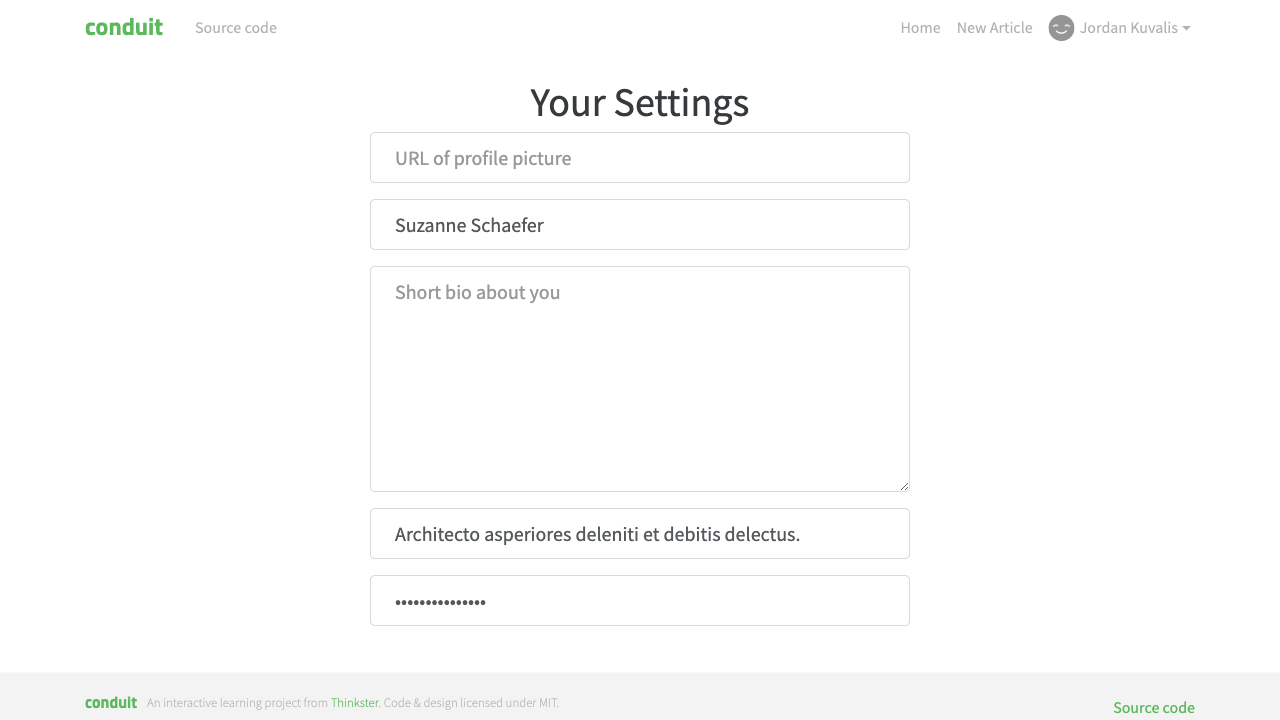 conduit Source code Home New Article Jordan Kuvalis
Your Settings
URL of profile picture
Suzanne Schaefer
Short bio about you
Architecto asperiores deleniti et debitis delectus.
•••••••••••••••
conduit An interactive learning project from Thinkster. Code & design licensed under MIT.
Source code